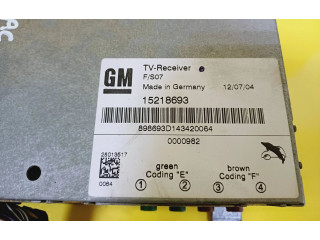 GM
TV-Receiver
F/S07
Made in Germany 12/07/04
15218693
898693D143420064
0000982
28013517
0064
green
Coding "E"
brown
Coding "F"
1 2 3 4